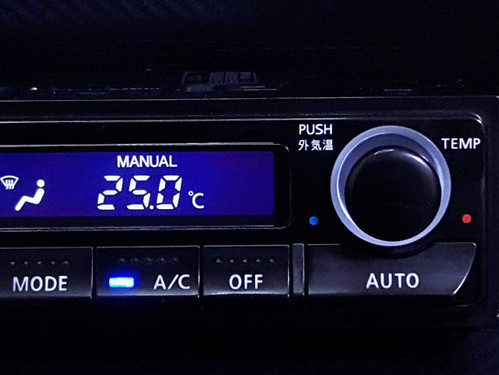 PUSH
外気温
TEMP
MANUAL
25.0℃
MODE
A/C
OFF
AUTO